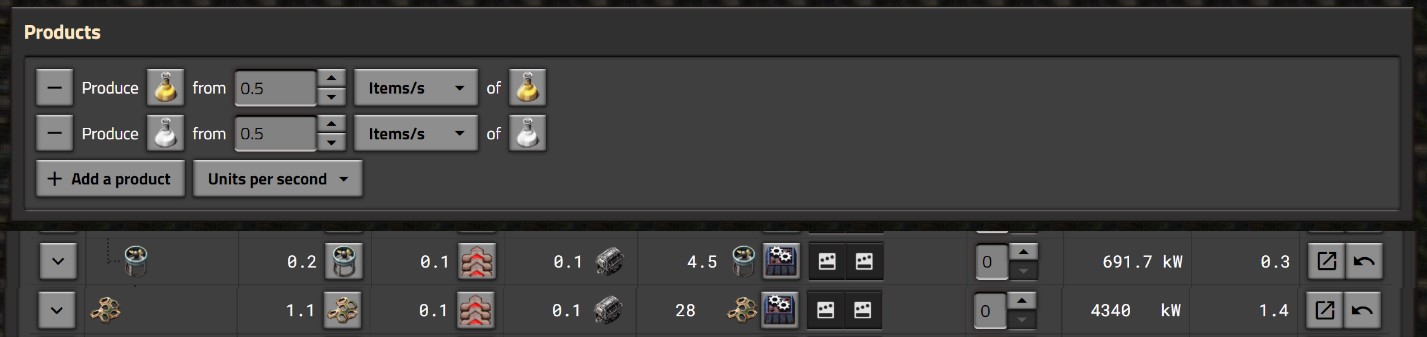 Products
Produce from 0.5 Items/s of
Produce from 0.5 Items/s of
+ Add a product Units per second
0.2 0.1 0.1 4.5 0 691.7 kW 0.3
1.1 0.1 0.1 28 0 4340 kW 1.4